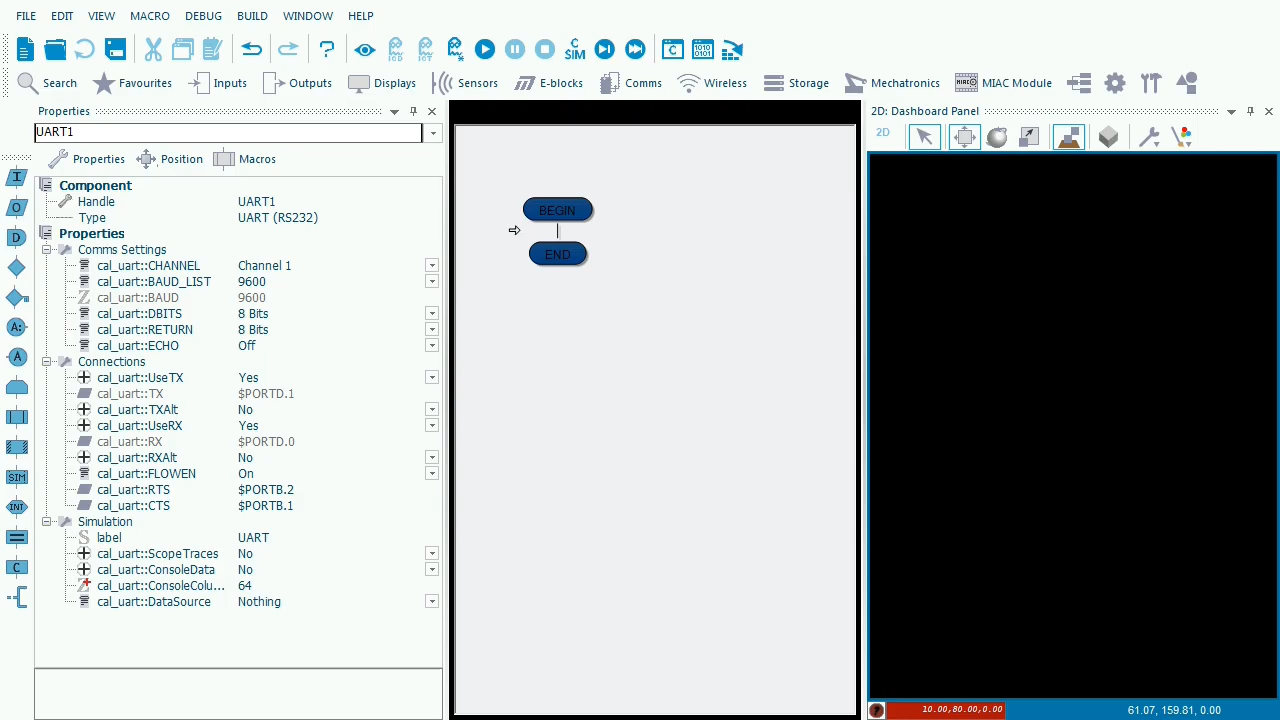 FILE EDIT VIEW MACRO DEBUG BUILD WINDOW HELP
C SIM
Search Favourites Inputs Outputs Displays Sensors E-blocks Comms Wireless Storage Mechatronics MIAC Module
Properties
UART1
Properties Position Macros
Component
Handle UART1
Type UART (RS232)
Properties
Comms Settings
cal_uart::CHANNEL Channel 1
cal_uart::BAUD_LIST 9600
cal_uart::BAUD 9600
cal_uart::DBITS 8 Bits
cal_uart::RETURN 8 Bits
cal_uart::ECHO Off
Connections
cal_uart::UseTX Yes
cal_uart::TX $PORTD.1
cal_uart::TXAlt No
cal_uart::UseRX Yes
cal_uart::RX $PORTD.0
cal_uart::RXAlt No
cal_uart::FLOWEN On
cal_uart::RTS $PORTB.2
cal_uart::CTS $PORTB.1
Simulation
label UART
cal_uart::ScopeTraces No
cal_uart::ConsoleData No
cal_uart::ConsoleColu... 64
cal_uart::DataSource Nothing
I
O
D
A:
A
SIM
INT
C
BEGIN
END
2D: Dashboard Panel
2D
10.00,80.00,0.00
61.07, 159.81, 0.00